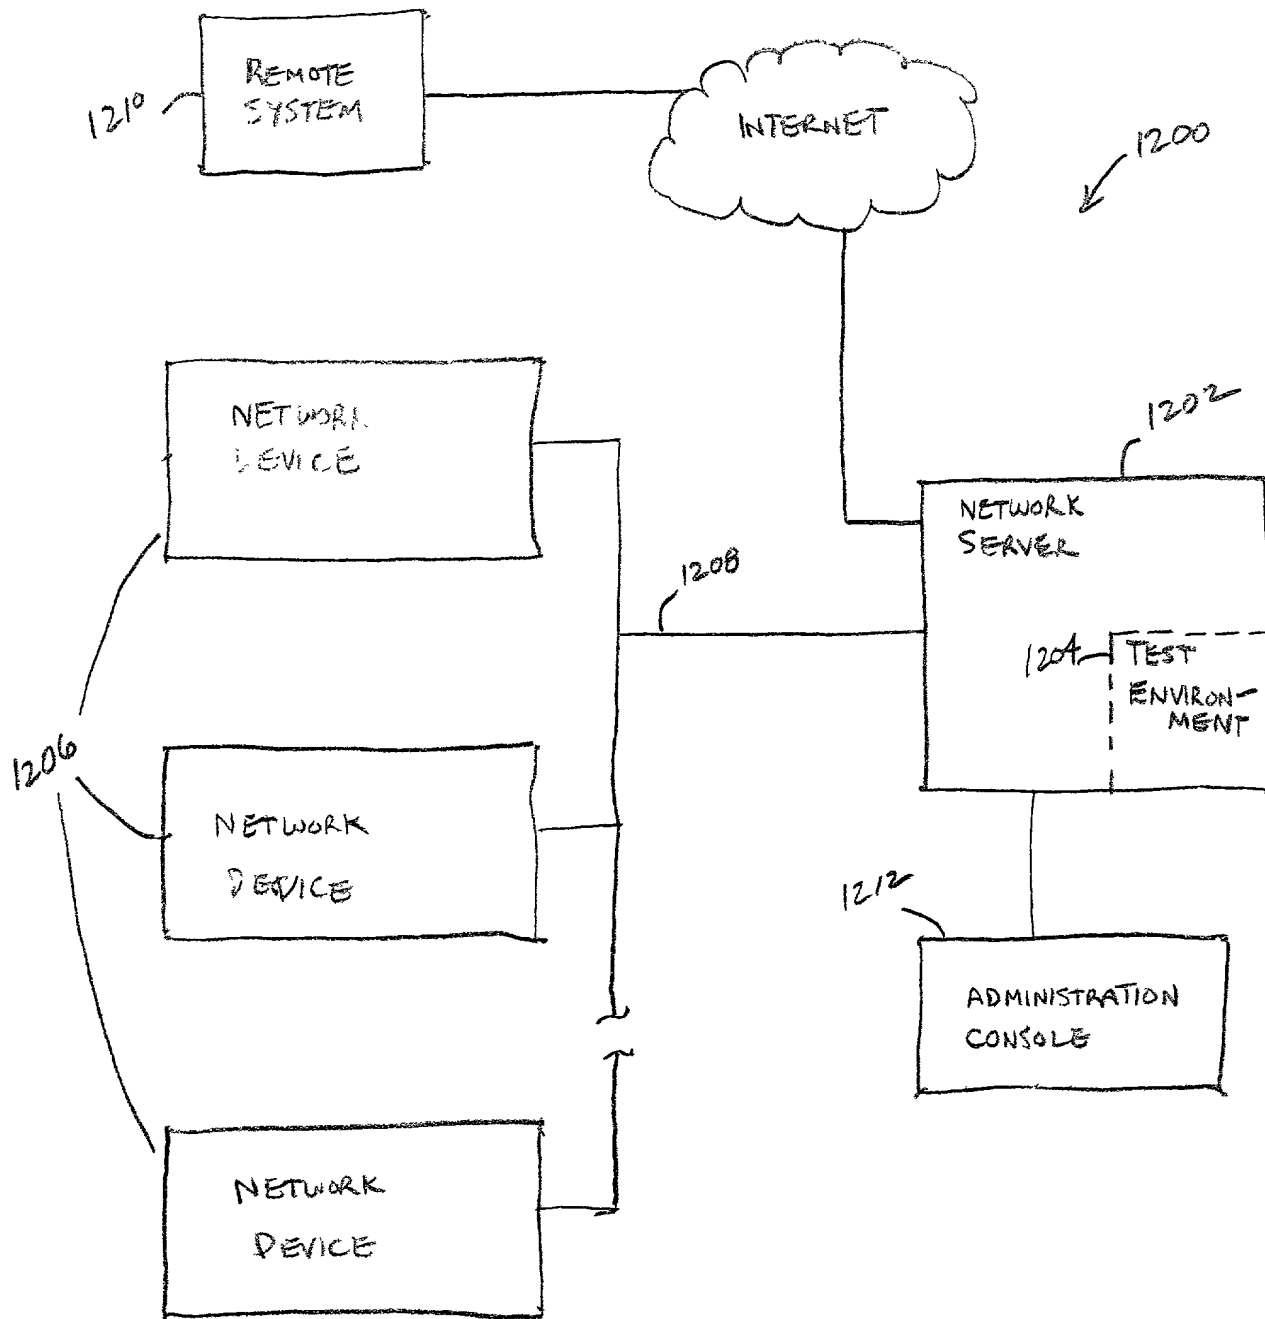 REMOTE
SYSTEM
1210
INTERNET
1200
NETWORK
DEVICE
1202
NETWORK
SERVER
1208
1204
TEST
ENVIRON-
MENT
1206
NETWORK
DEVICE
1212
ADMINISTRATION
CONSOLE
NETWORK
DEVICE